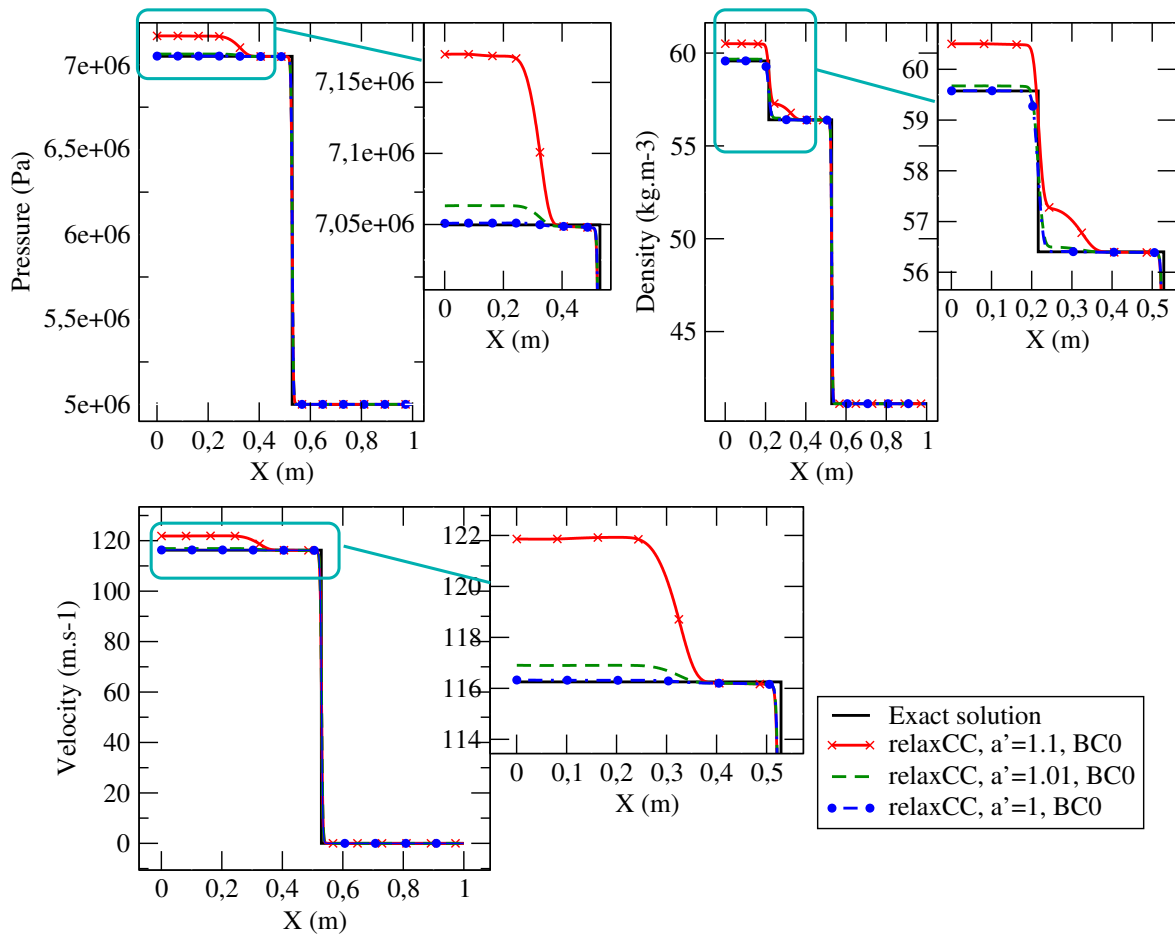 7e+06
6,5e+06
6e+06
5,5e+06
5e+06
Pressure (Pa)
0 0,2 0,4 0,6 0,8 1
X (m)
7,15e+06
7,1e+06
7,05e+06
0 0,2 0,4
X (m)
60
55
50
45
Density (kg.m-3)
0 0,2 0,4 0,6 0,8 1
X (m)
60
59
58
57
56
0 0,1 0,2 0,3 0,4 0,5
X (m)
120
100
80
60
40
20
0
Velocity (m.s-1)
0 0,2 0,4 0,6 0,8 1
X (m)
122
120
118
116
114
0 0,1 0,2 0,3 0,4 0,5
X (m)
Exact solution
relaxCC, a’=1.1, BC0
relaxCC, a’=1.01, BC0
relaxCC, a’=1, BC0